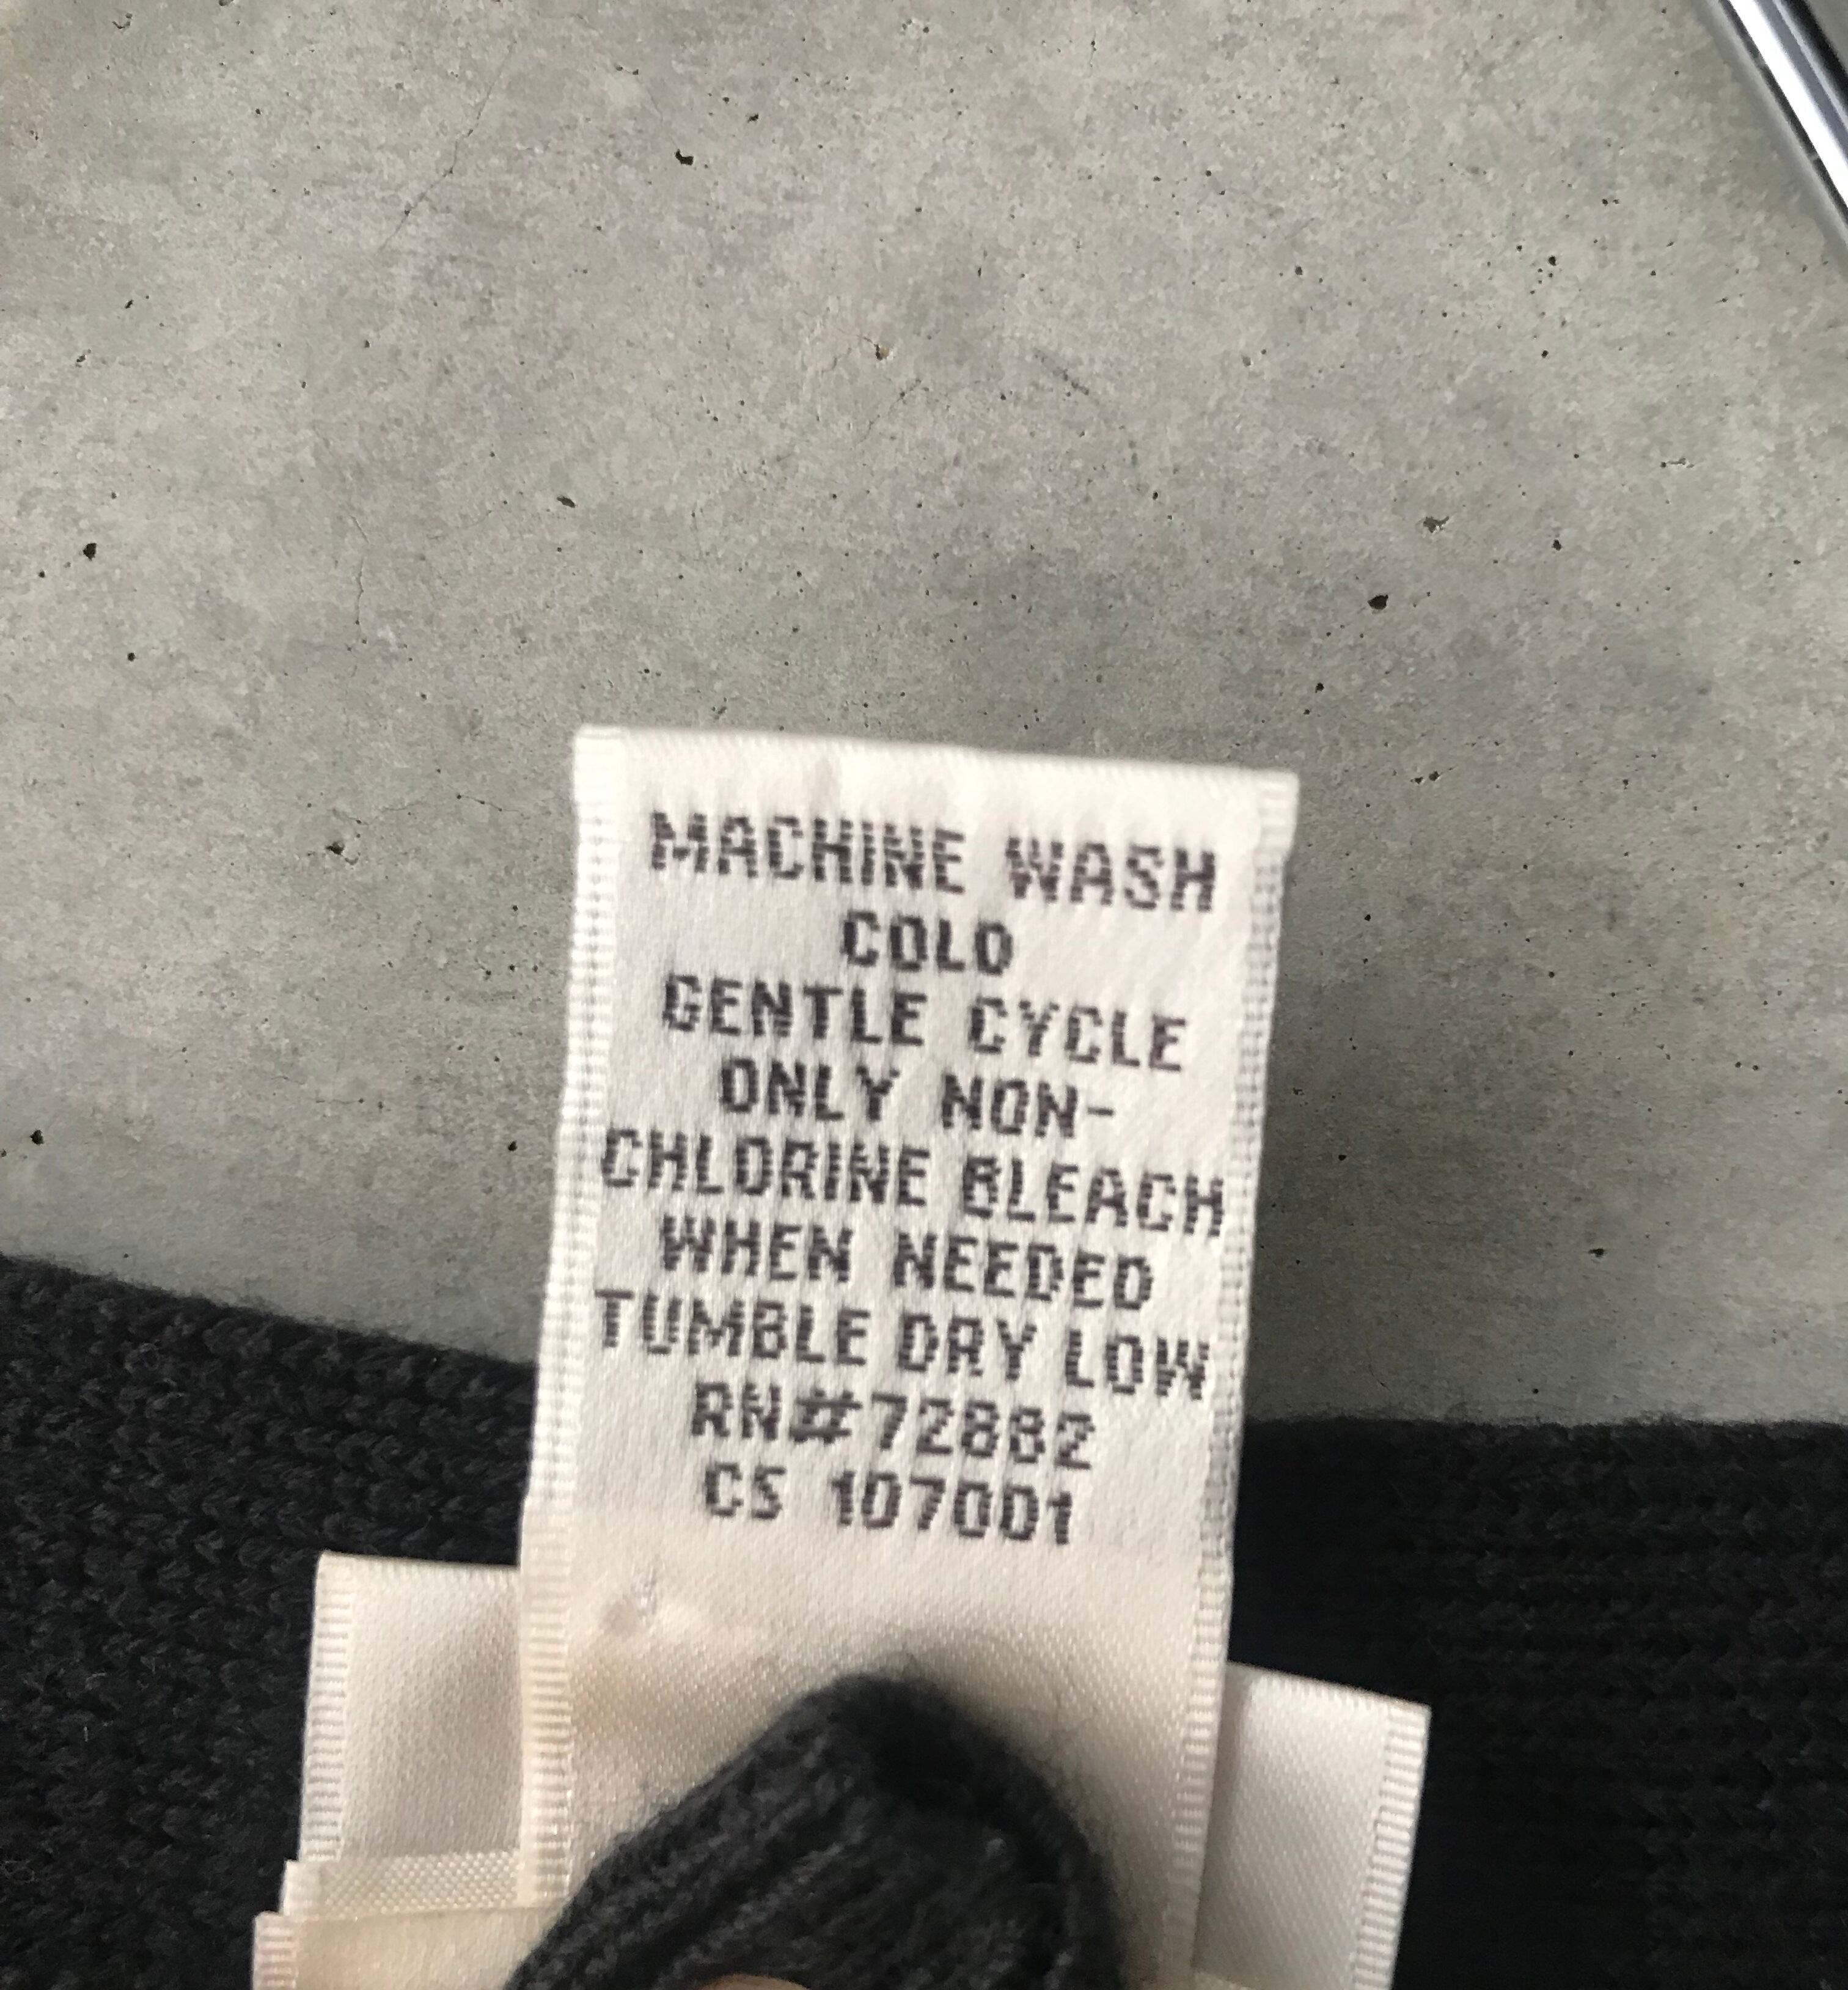 MACHINE WASH
COLD
GENTLE CYCLE
ONLY NON-
CHLORINE BLEACH
WHEN NEEDED
TUMBLE DRY LOW
RN#72882
CS 107001